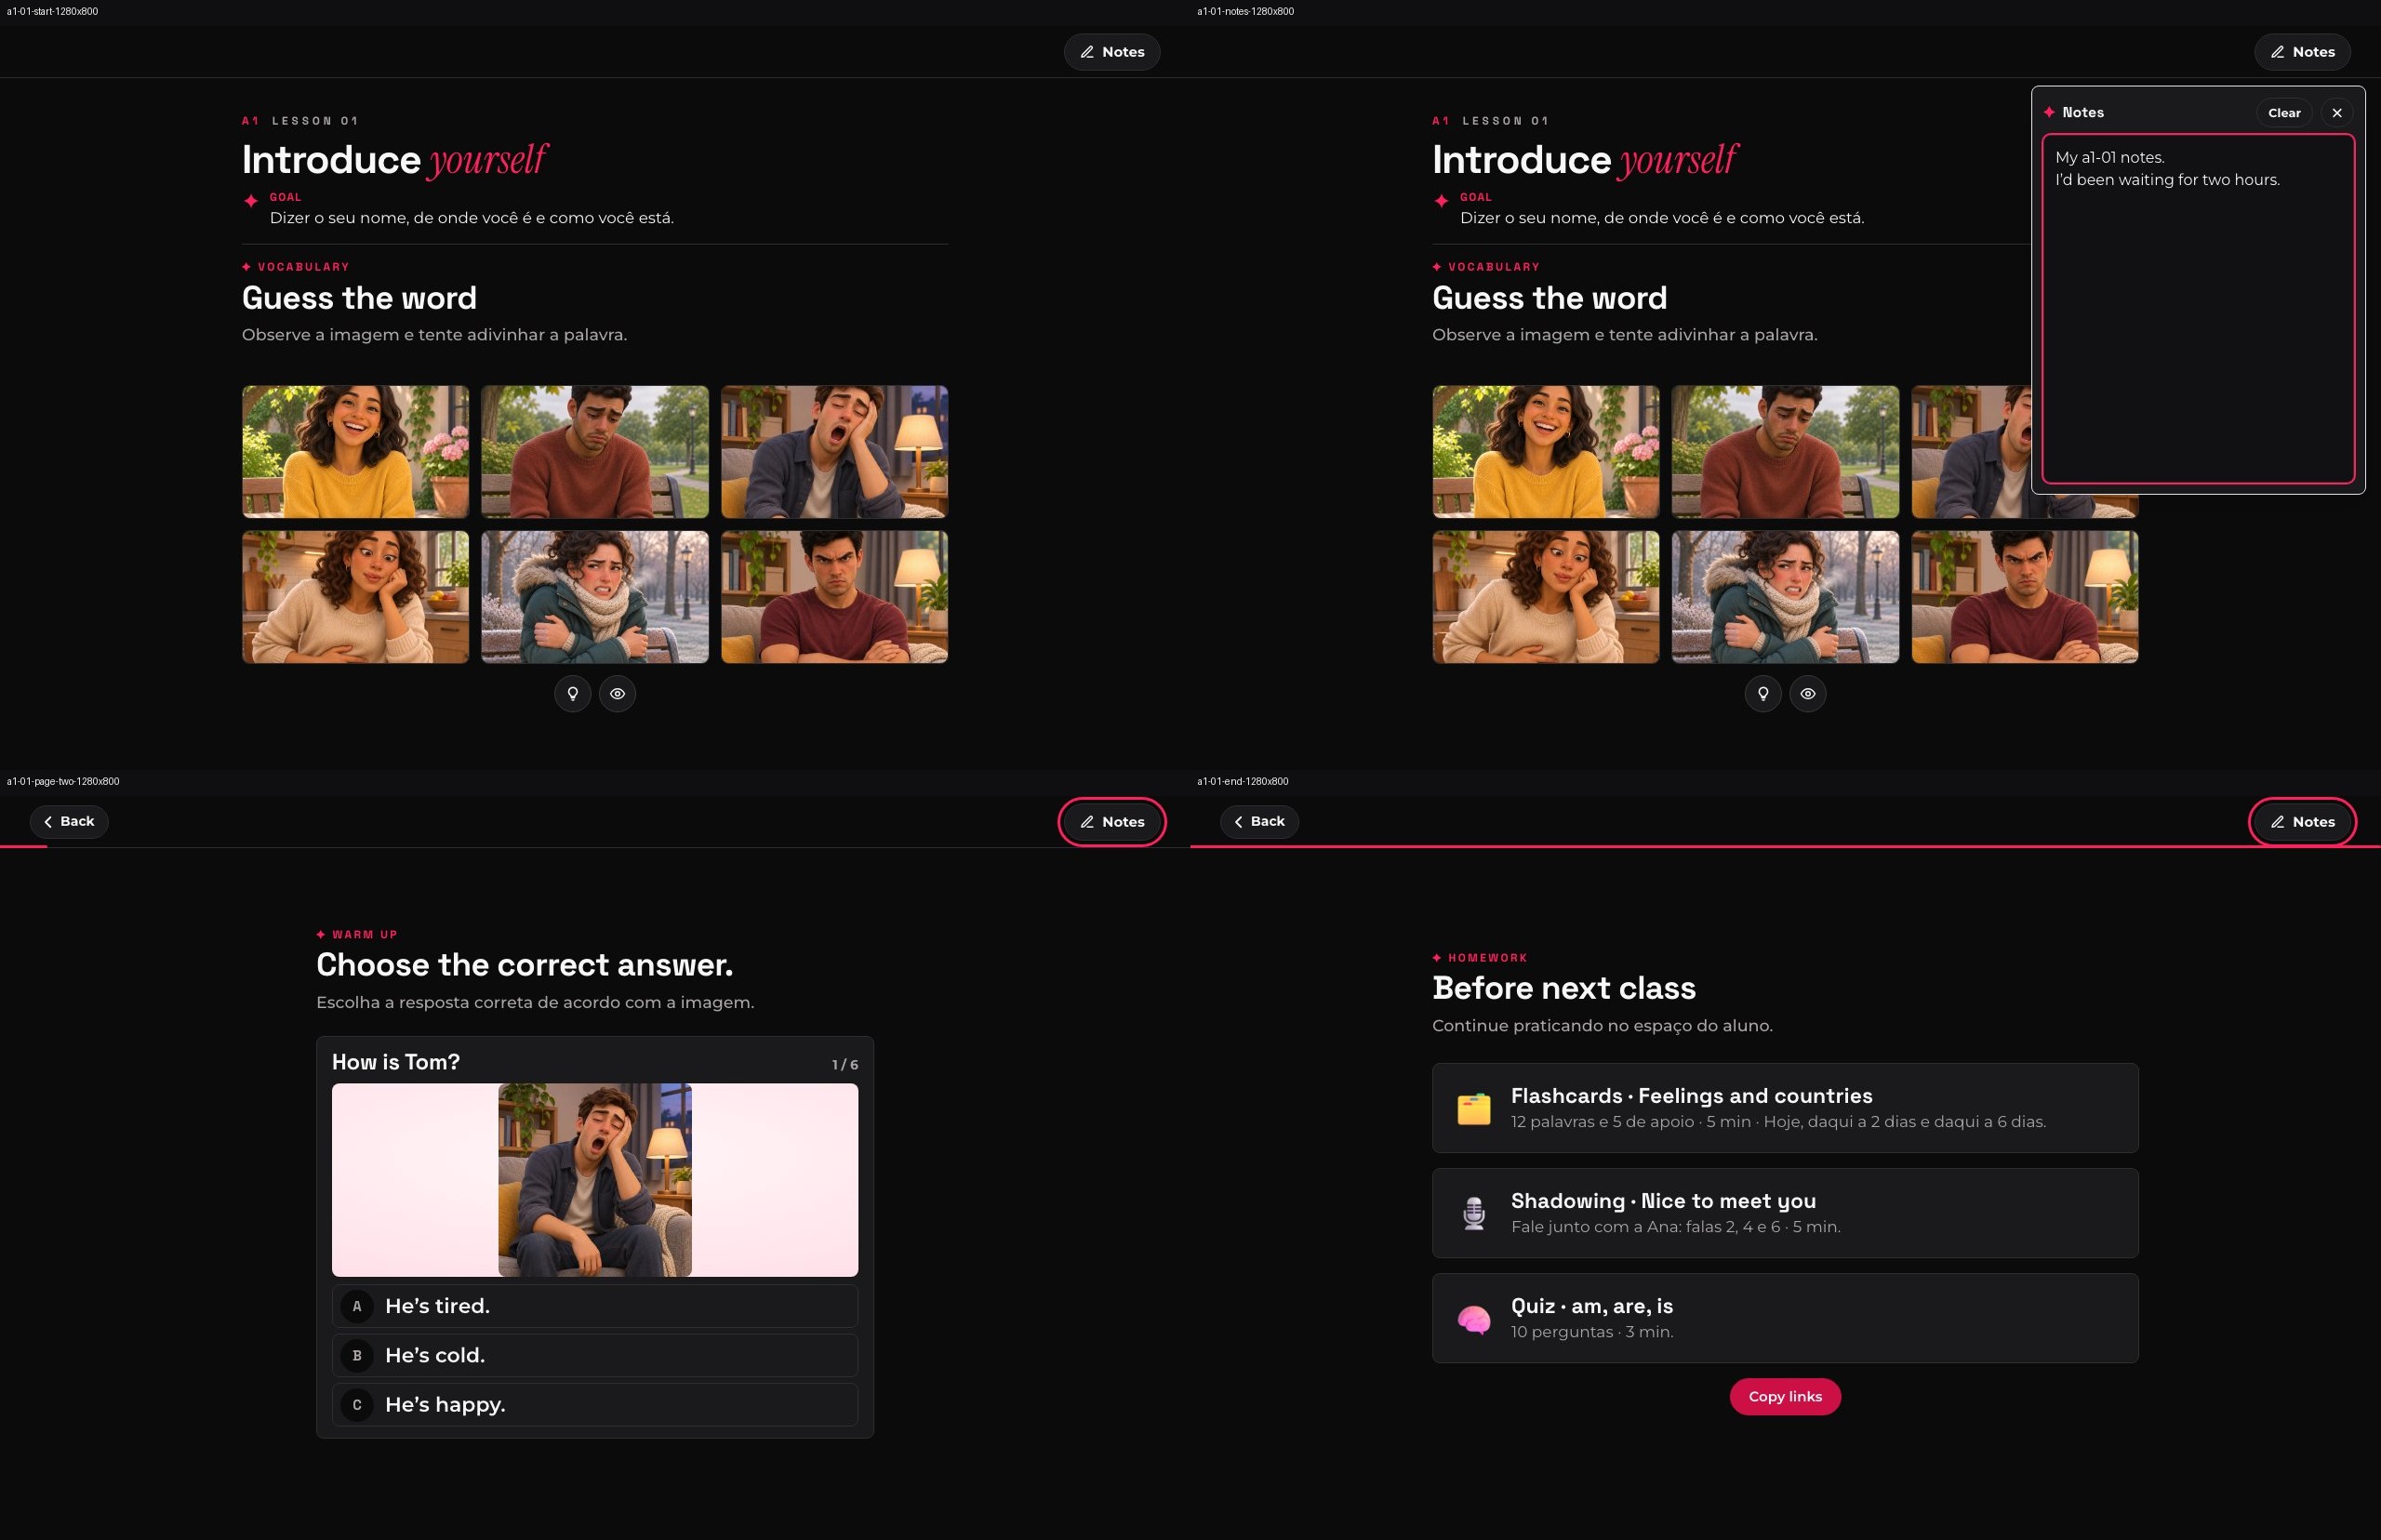 a1-01-start-1280x800
Notes
A1 LESSON 01
Introduce yourself
GOAL
Dizer o seu nome, de onde você é e como você está.
VOCABULARY
Guess the word
Observe a imagem e tente adivinhar a palavra.
a1-01-notes-1280x800
Notes
A1 LESSON 01
Introduce yourself
GOAL
Dizer o seu nome, de onde você é e como você está.
VOCABULARY
Guess the word
Observe a imagem e tente adivinhar a palavra.
Notes
Clear
My a1-01 notes.
I’d been waiting for two hours.
a1-01-page-two-1280x800
Back
Notes
WARM UP
Choose the correct answer.
Escolha a resposta correta de acordo com a imagem.
How is Tom?
1 / 6
A He’s tired.
B He’s cold.
C He’s happy.
a1-01-end-1280x800
Back
Notes
HOMEWORK
Before next class
Continue praticando no espaço do aluno.
Flashcards · Feelings and countries
12 palavras e 5 de apoio · 5 min · Hoje, daqui a 2 dias e daqui a 6 dias.
Shadowing · Nice to meet you
Fale junto com a Ana: falas 2, 4 e 6 · 5 min.
Quiz · am, are, is
10 perguntas · 3 min.
Copy links